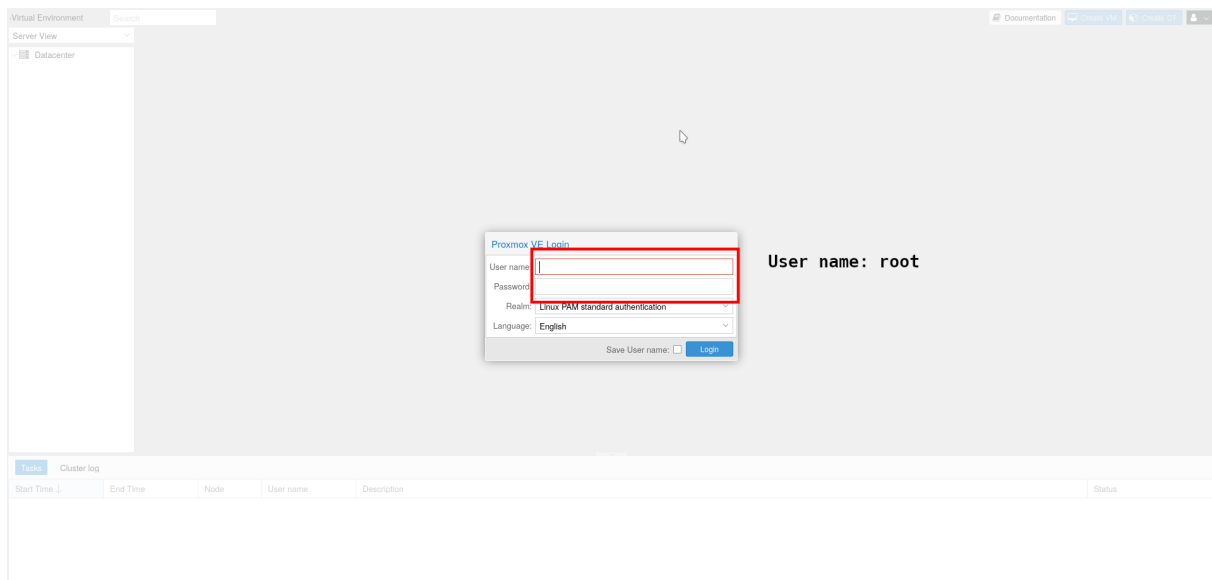 -Virtual Environment Search Documentation Create VM Create CT
Server View
Datacenter
Proxmox VE Login
User name:
User name: root
Password:
Realm: Linux PAM standard authentication
Language: English
Save User name: Login
Tasks Cluster log
Start Time ↓ End Time Node User name Description Status